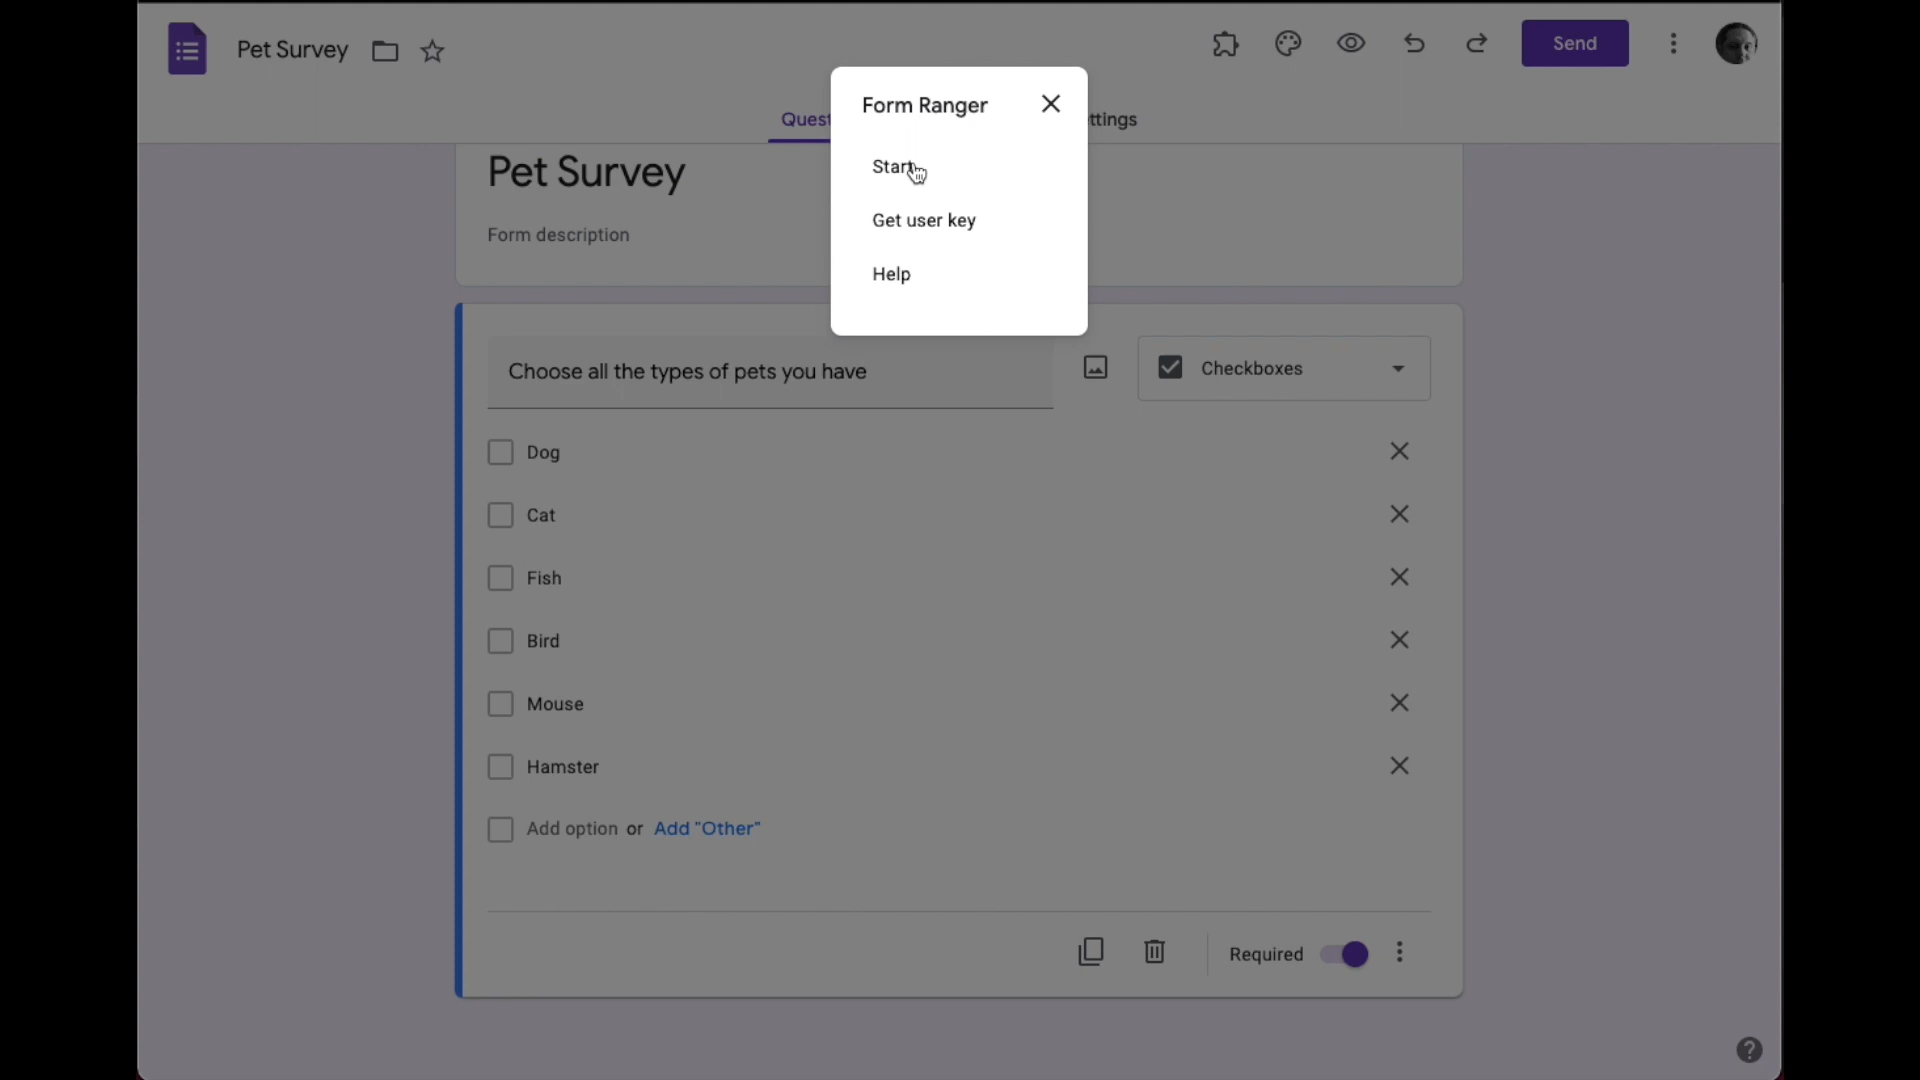 Pet Survey
Send
Form Ranger
Quest
ttings
Start
Get user key
Help
Pet Survey
Form description
Choose all the types of pets you have
Checkboxes
Dog
Cat
Fish
Bird
Mouse
Hamster
Add option or Add "Other"
Required